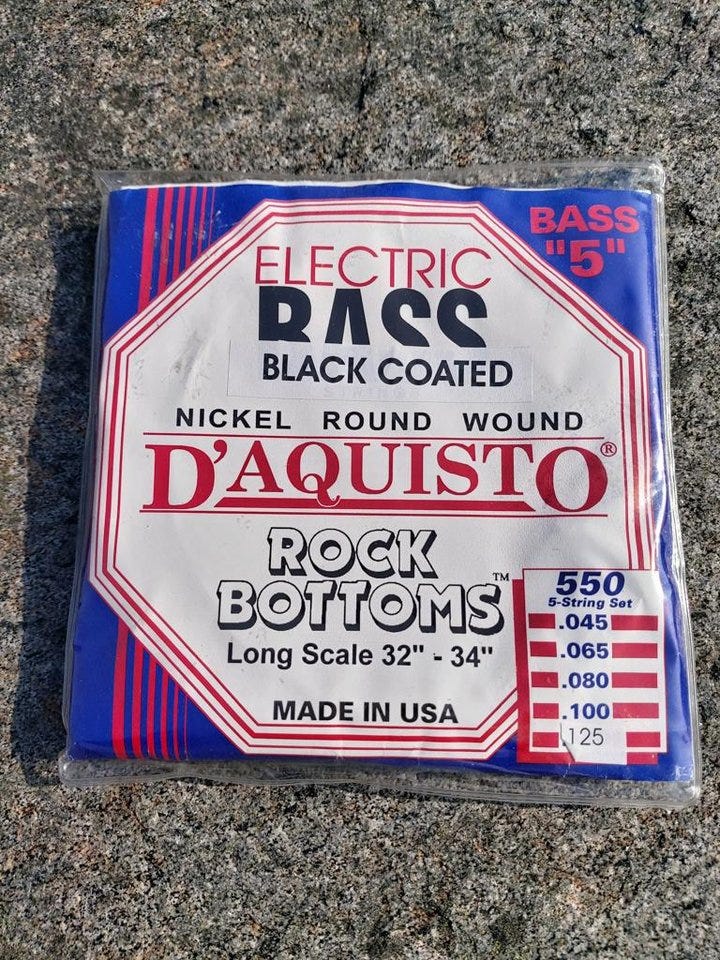 BASS
"5"
ELECTRIC
BASS
BLACK COATED
NICKEL ROUND WOUND
D'AQUISTO®
ROCK
BOTTOMS™
Long Scale 32" - 34"
MADE IN USA
550
5-String Set
.045
.065
.080
.100
125